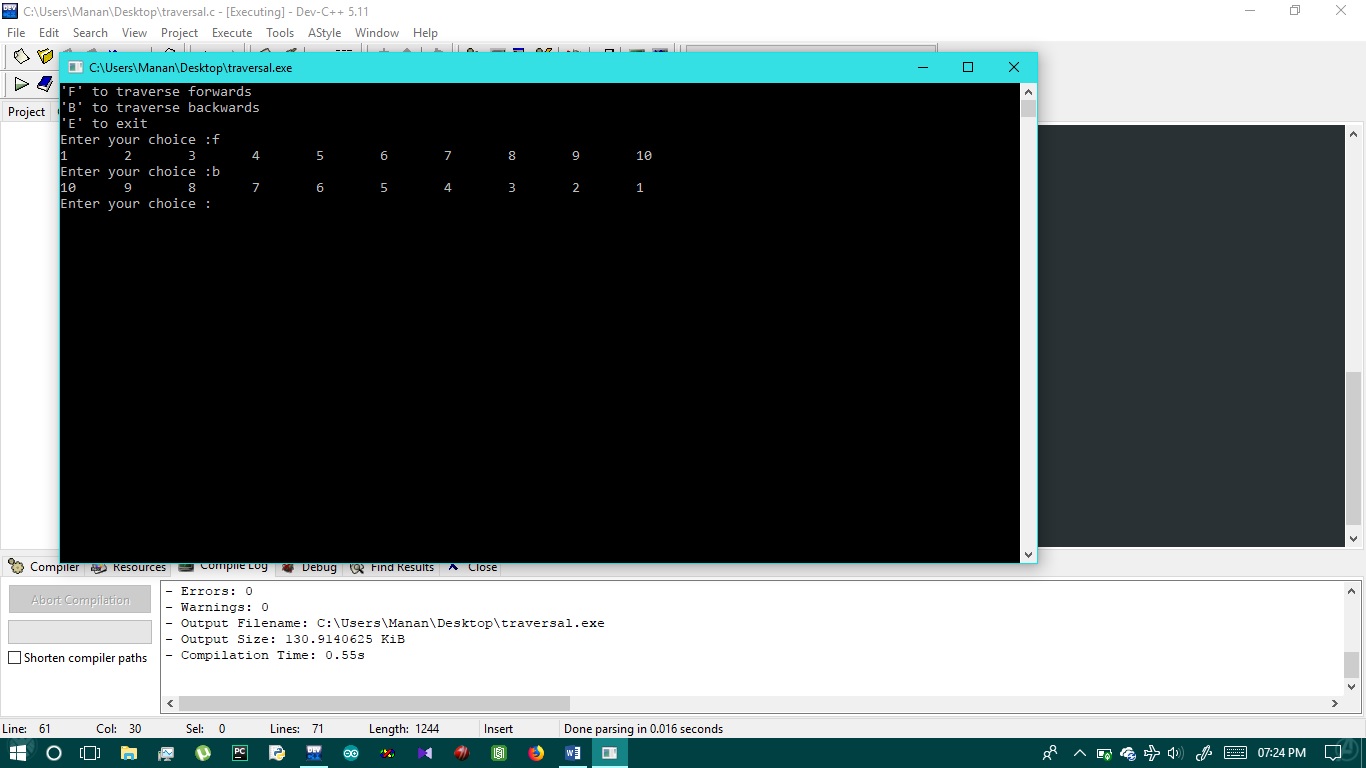 C:\Users\Manan\Desktop\traversal.c - [Executing] - Dev-C++ 5.11
File Edit Search View Project Execute Tools AStyle Window Help
C:\Users\Manan\Desktop\traversal.exe
Project
'F' to traverse forwards
'B' to traverse backwards
'E' to exit
Enter your choice :f
1 2 3 4 5 6 7 8 9 10
Enter your choice :b
10 9 8 7 6 5 4 3 2 1
Enter your choice :
Compiler Resources Compile Log Debug Find Results Close
Abort Compilation
Shorten compiler paths
- Errors: 0
- Warnings: 0
- Output Filename: C:\Users\Manan\Desktop\traversal.exe
- Output Size: 130.9140625 KiB
- Compilation Time: 0.55s
Line: 61 Col: 30 Sel: 0 Lines: 71 Length: 1244 Insert Done parsing in 0.016 seconds
07:24 PM